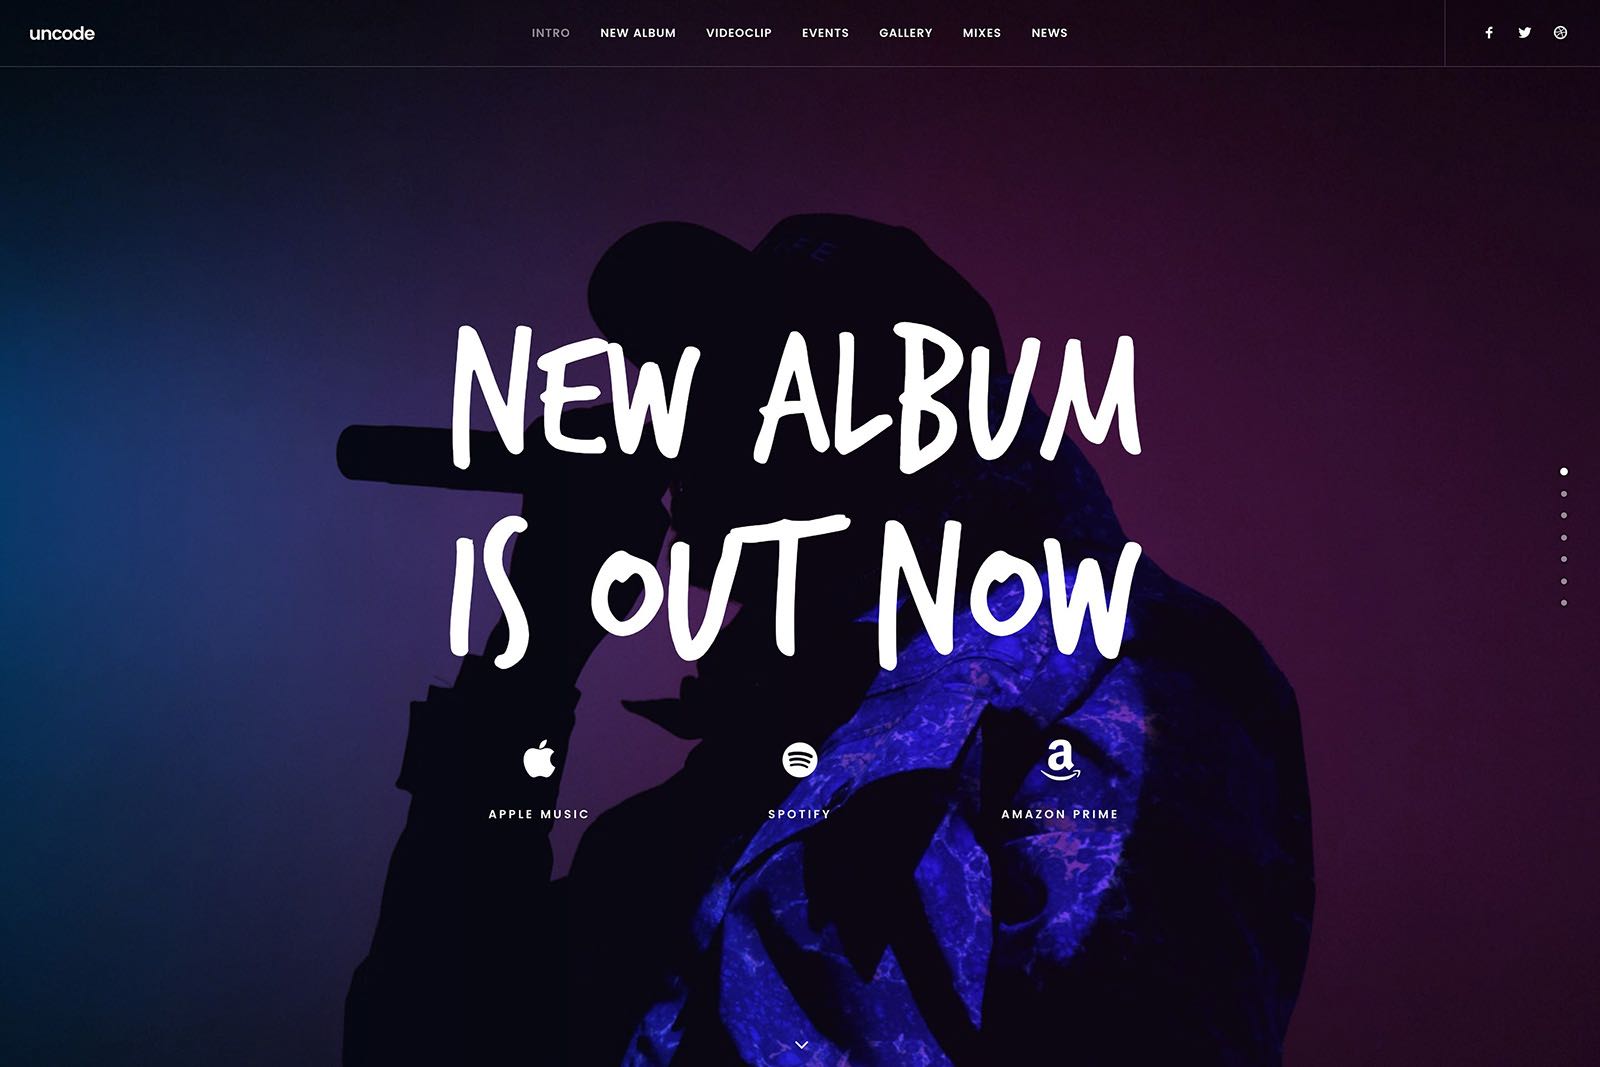 uncode
INTRO NEW ALBUM VIDEOCLIP EVENTS GALLERY MIXES NEWS
NEW ALBUM
IS OUT NOW
APPLE MUSIC SPOTIFY AMAZON PRIME